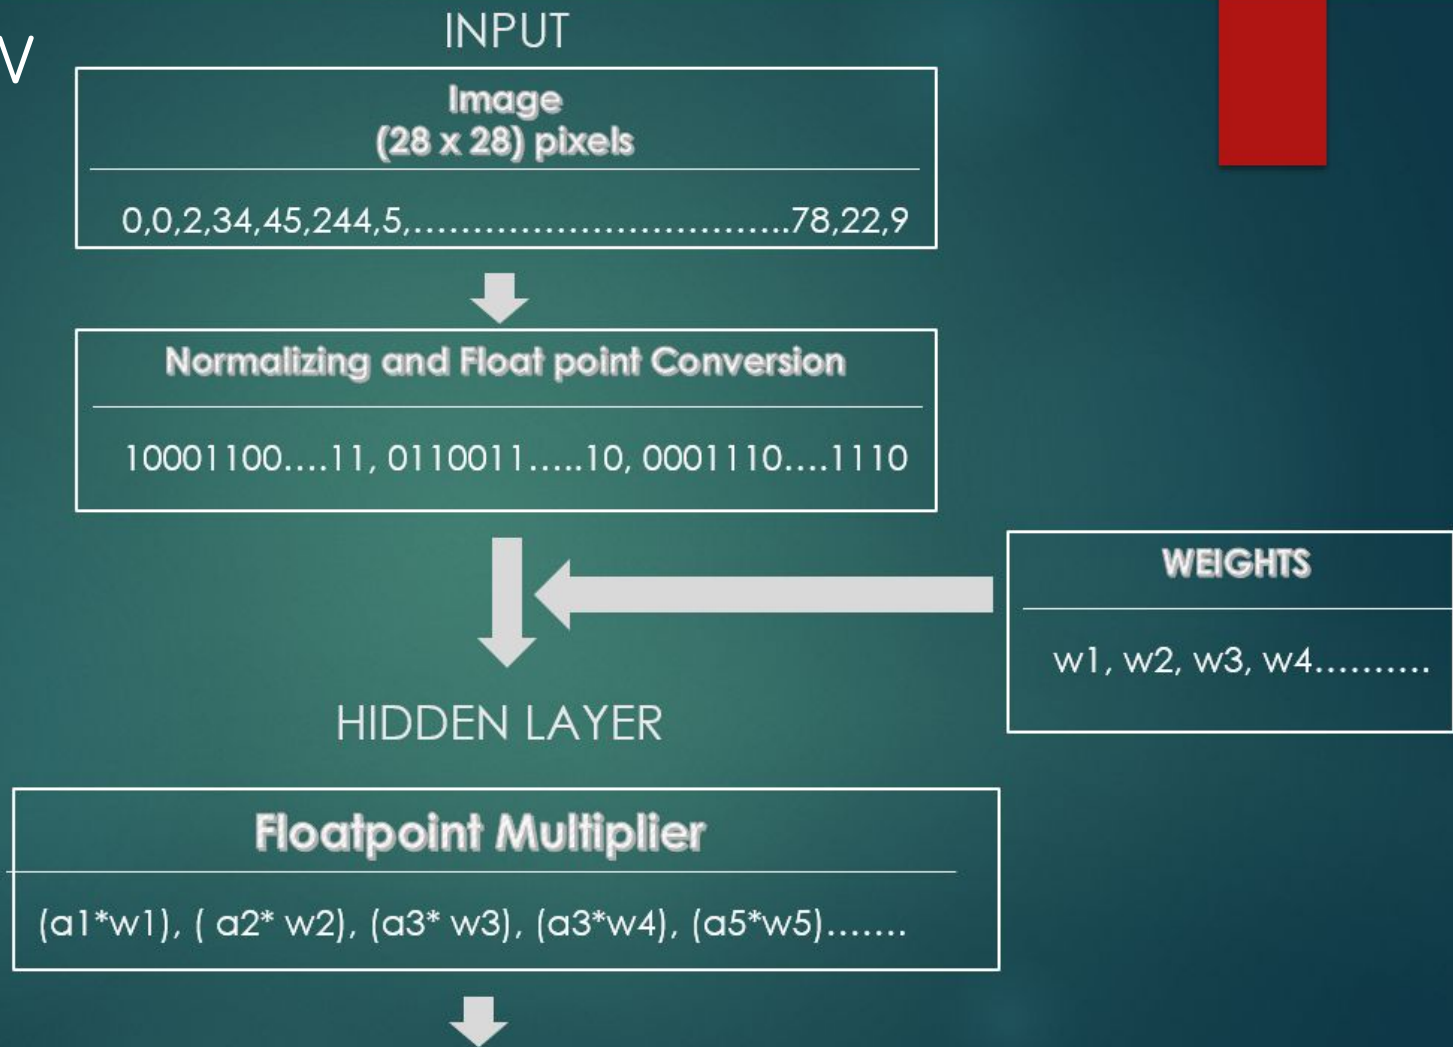 INPUT
Image
(28 x 28) pixels
0,0,2,34,45,244,5,................................78,22,9
Normalizing and Float point Conversion
10001100....11, 0110011.....10, 0001110....1110
WEIGHTS
w1, w2, w3, w4..........
HIDDEN LAYER
Floatpoint Multiplier
(a1*w1), ( a2* w2), (a3* w3), (a3*w4), (a5*w5).......